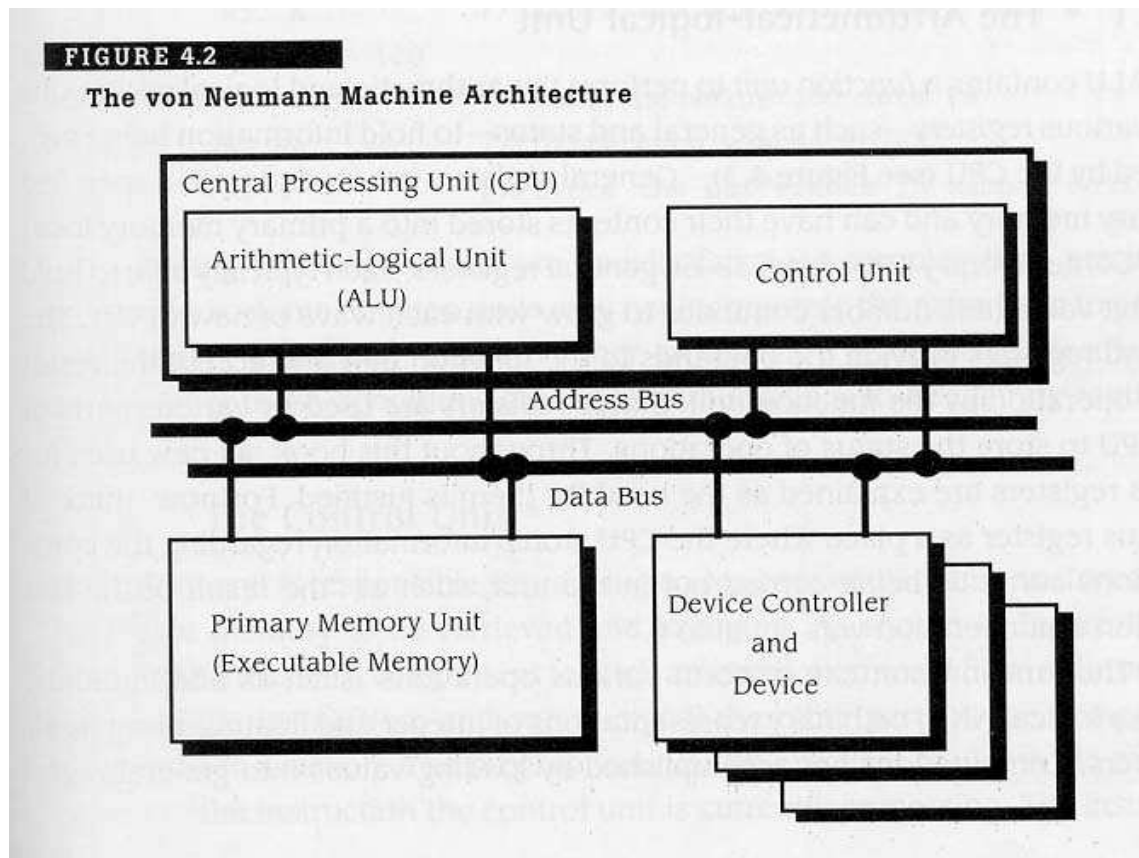 FIGURE 4.2
The von Neumann Machine Architecture
Central Processing Unit (CPU)
Arithmetic-Logical Unit
(ALU)
Control Unit
Address Bus
Data Bus
Primary Memory Unit
(Executable Memory)
Device Controller
and
Device